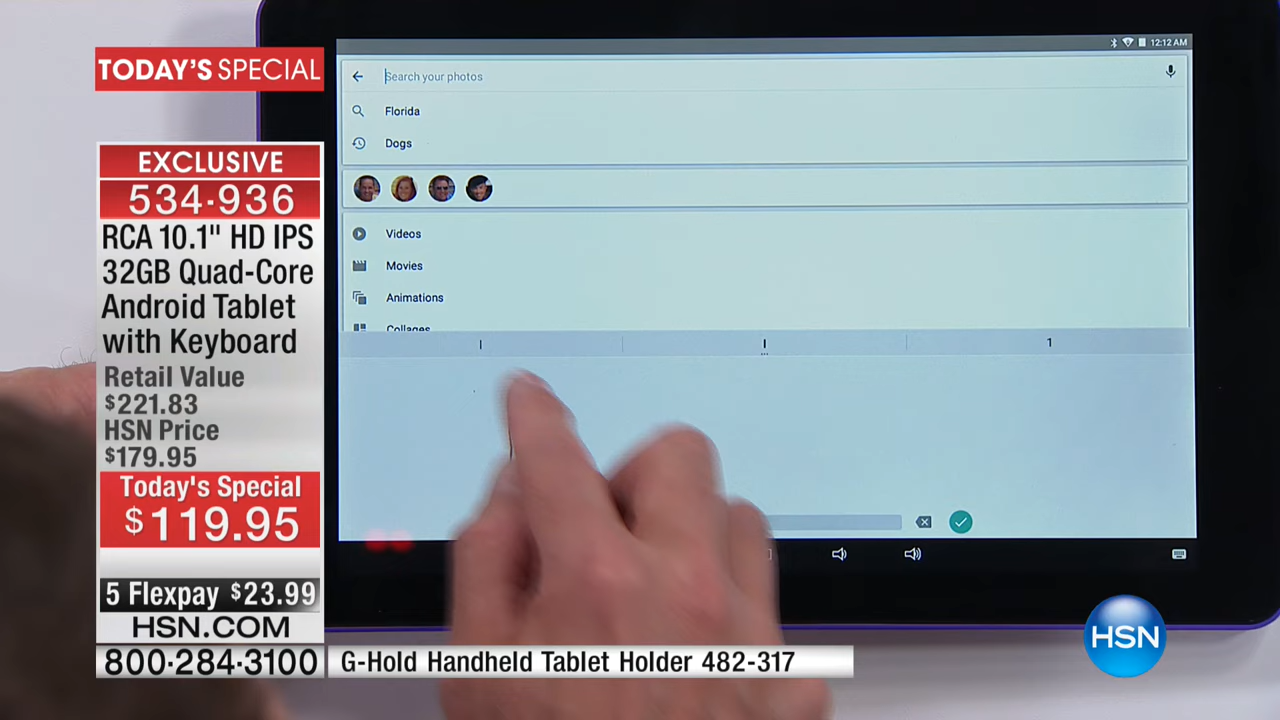 TODAY'S SPECIAL
EXCLUSIVE
534·936
RCA 10.1" HD IPS
32GB Quad-Core
Android Tablet
with Keyboard
Retail Value
$221.83
HSN Price
$179.95
Today's Special
$119.95
5 Flexpay $23.99
HSN.COM
800·284·3100
G-Hold Handheld Tablet Holder 482-317
12:12 AM
Search your photos
Florida
Dogs
Videos
Movies
Animations
Collages
1
HSN